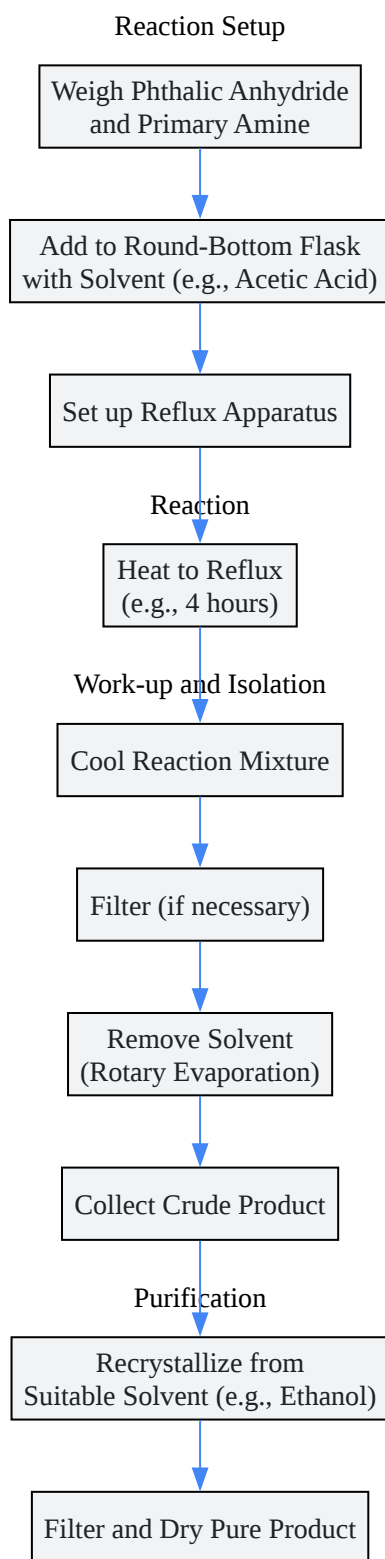 Reaction Setup
Weigh Phthalic Anhydride
and Primary Amine
Add to Round-Bottom Flask
with Solvent (e.g., Acetic Acid)
Set up Reflux Apparatus
Reaction
Heat to Reflux
(e.g., 4 hours)
Work-up and Isolation
Cool Reaction Mixture
Filter (if necessary)
Remove Solvent
(Rotary Evaporation)
Collect Crude Product
Purification
Recrystallize from
Suitable Solvent (e.g., Ethanol)
Filter and Dry Pure Product